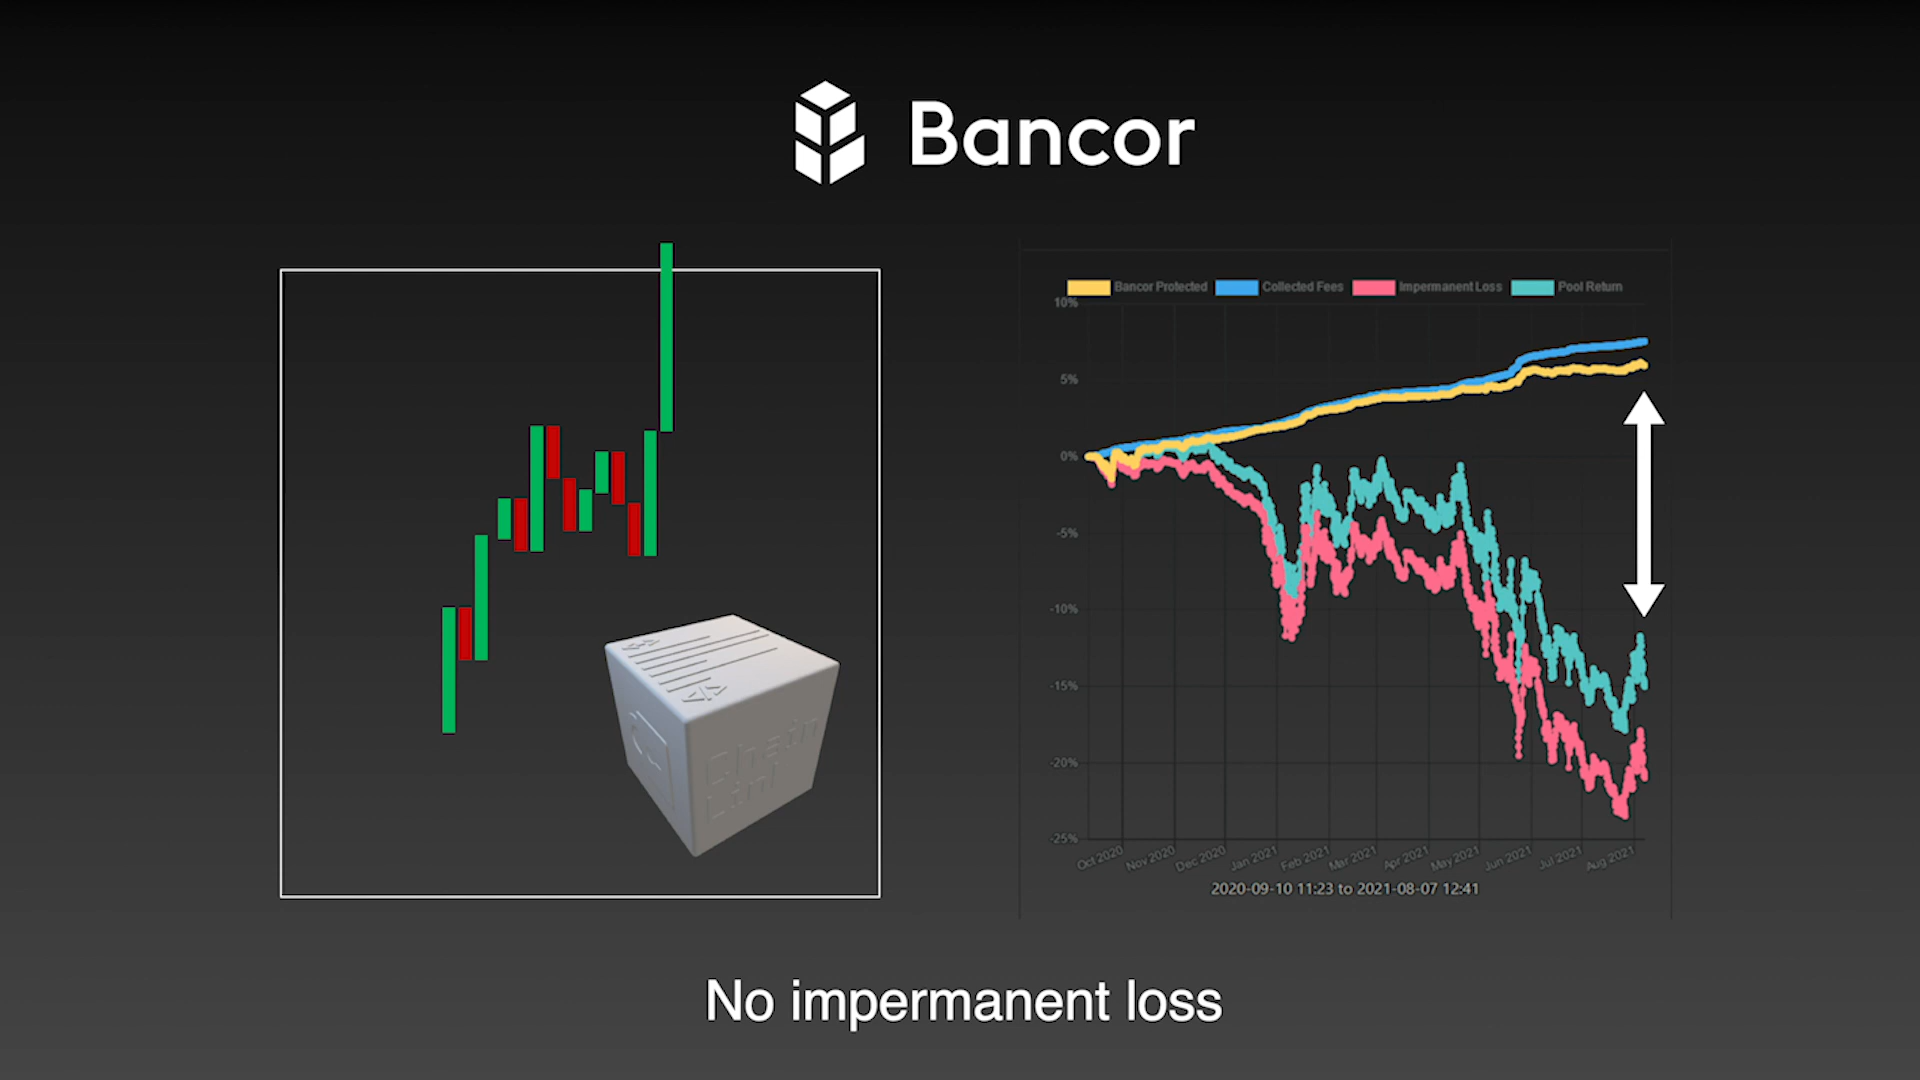 Bancor
Bancor Protected Collected Fees Impermanent Loss Pool Return
10%
5%
0%
-5%
-10%
-15%
-20%
-25%
Oct 2020 Nov 2020 Dec 2020 Jan 2021 Feb 2021 Mar 2021 Apr 2021 May 2021 Jun 2021 Jul 2021 Aug 2021
2020-09-10 11:23 to 2021-08-07 12:41
Chain
No impermanent loss